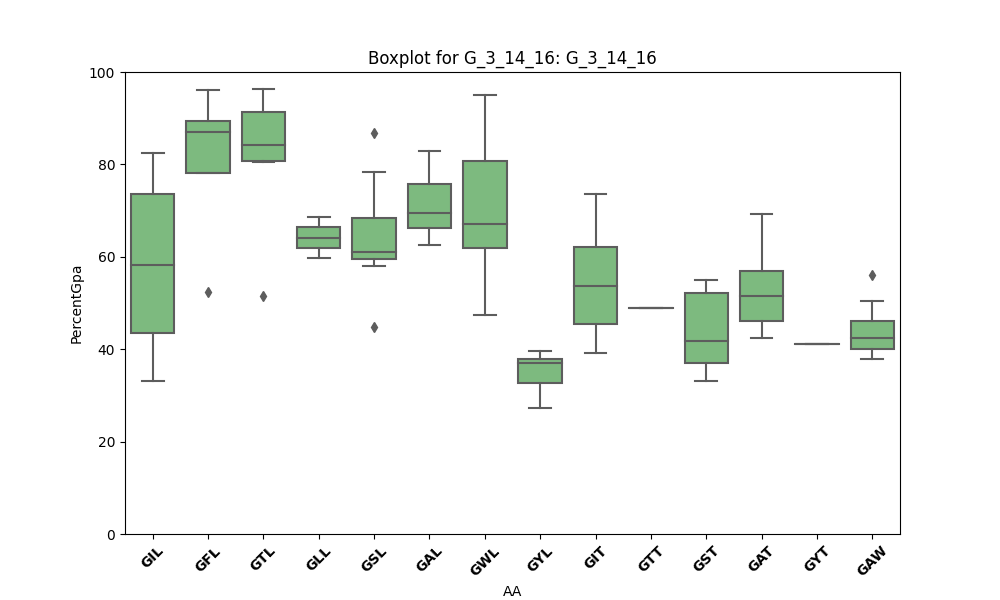 Boxplot for G_3_14_16: G_3_14_16
PercentGpa
100
80
60
40
20
0
GIL GFL GTL GLL GSL GAL GWL GYL GIT GTT GST GAT GYT GAW
AA